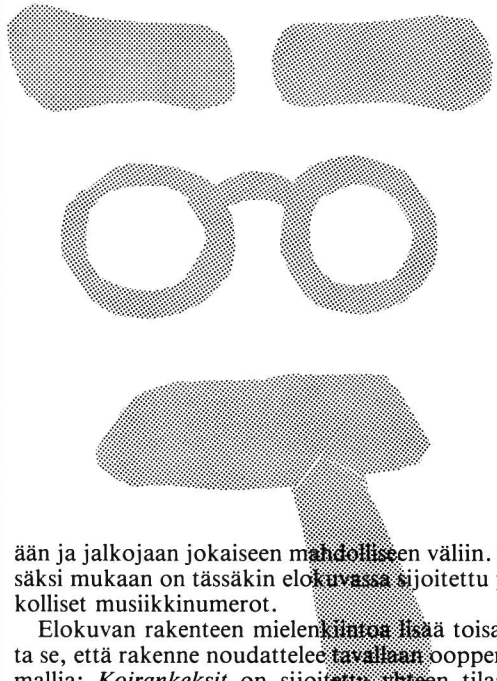 ään ja jalkojaan jokaiseen mahdolliseen väliin.
säksi mukaan on tässäkin elokuvassa sijoitettu
kolliset musiikkinumerot.
Elokuvan rakenteen mielenkiintoa lisää toisa
ta se, että rakenne noudattelee tavallaan ooppe
mallia: Koirankeksit on sijoitettu yhteen tila